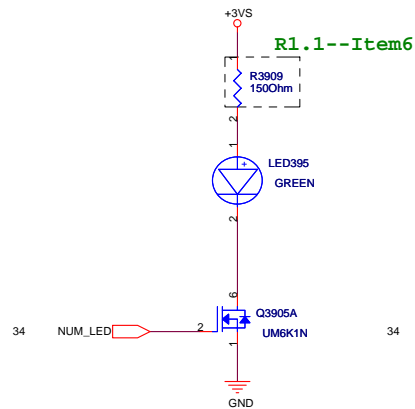 +3VS
R1.1--Item6
1
R3909
150Ohm
2
1
+
LED395
GREEN
2
6
Q3905A
34 NUM_LED 2 UM6K1N 34
1
GND